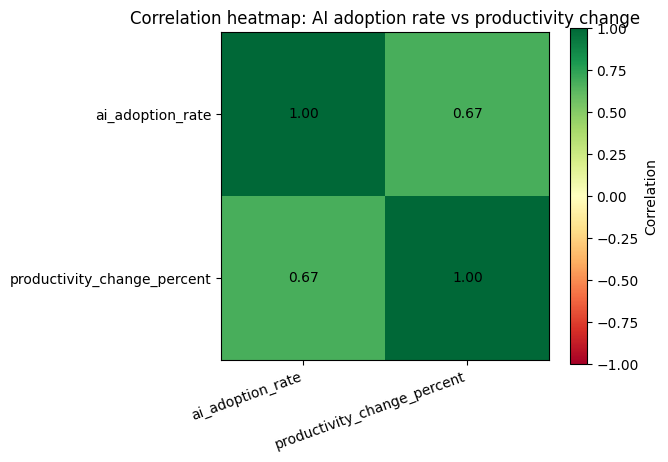 Correlation heatmap: AI adoption rate vs productivity change
ai_adoption_rate
1.00
0.67
productivity_change_percent
0.67
1.00
ai_adoption_rate
productivity_change_percent
1.00
0.75
0.50
0.25
0.00
−0.25
−0.50
−0.75
−1.00
Correlation